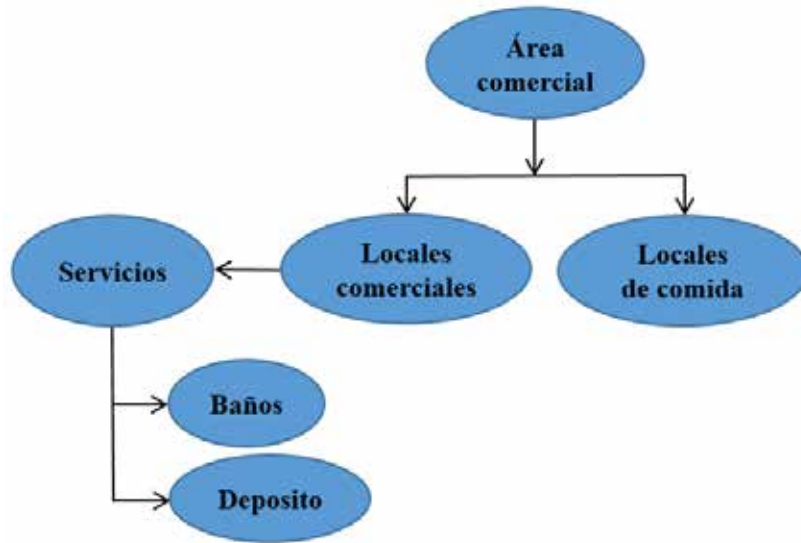 Área
comercial
Servicios
Locales
comerciales
Locales
de comida
Baños
Deposito